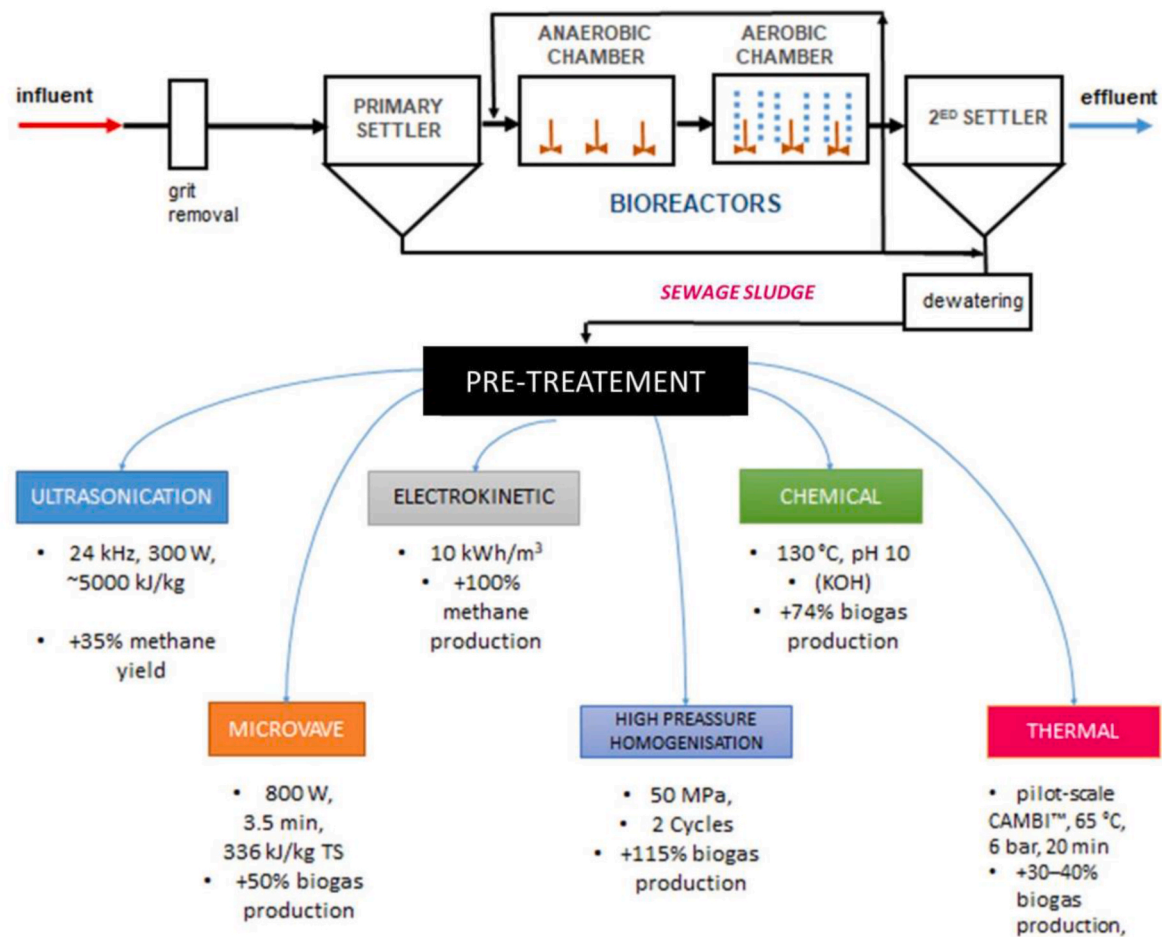 ANAEROBIC
CHAMBER
AEROBIC
CHAMBER
influent
PRIMARY
SETTLER
2ED SETTLER
effluent
grit
removal
BIOREACTORS
SEWAGE SLUDGE
dewatering
PRE-TREATEMENT
ULTRASONICATION
• 24 kHz, 300 W,
~5000 kJ/kg
• +35% methane
yield
ELECTROKINETIC
• 10 kWh/m³
• +100%
methane
production
CHEMICAL
• 130 °C, pH 10
• (KOH)
• +74% biogas
production
MICROVAVE
• 800 W,
3.5 min,
336 kJ/kg TS
• +50% biogas
production
HIGH PREASSURE
HOMOGENISATION
• 50 MPa,
• 2 Cycles
• +115% biogas
production
THERMAL
• pilot-scale
CAMBI™, 65 °C,
6 bar, 20 min
• +30–40%
biogas
production,